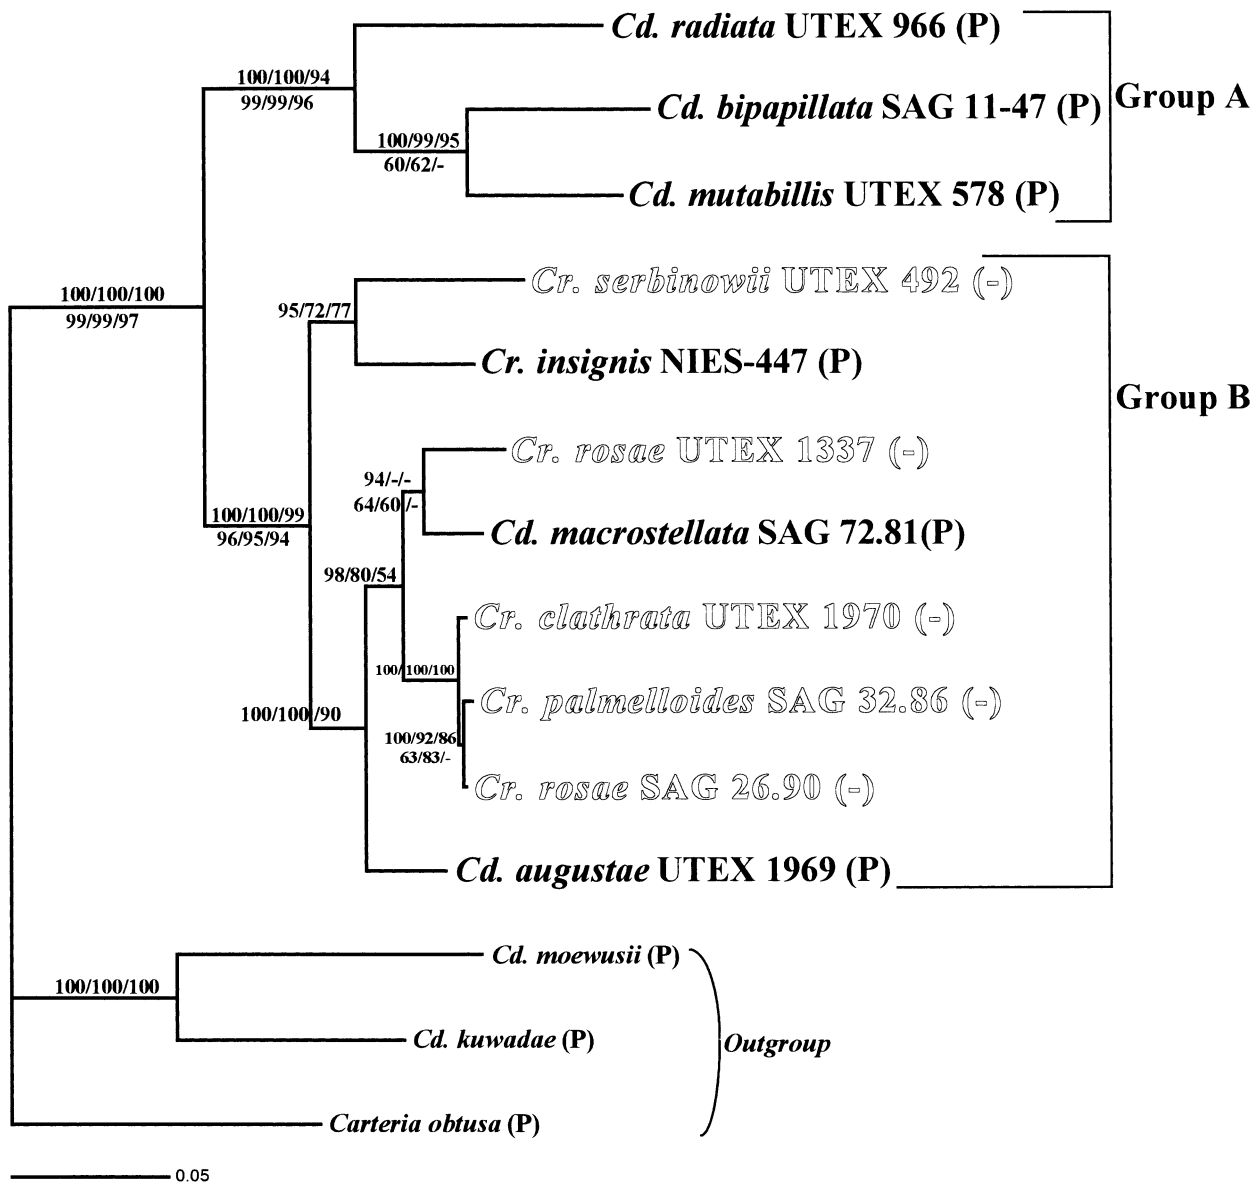 Cd. radiata UTEX 966 (P)
100/100/94
99/99/96
Group A
Cd. bipapillata SAG 11-47 (P)
100/99/95
60/62/-
Cd. mutabillis UTEX 578 (P)
Cr. serbinowii UTEX 492 (-)
100/100/100
99/99/97
95/72/77
Cr. insignis NIES-447 (P)
Group B
Cr. rosae UTEX 1337 (-)
94/-/-
64/60/-
100/100/99
96/95/94
Cd. macrostellata SAG 72.81(P)
98/80/54
Cr. clathrata UTEX 1970 (-)
100/100/100
Cr. palmelloides SAG 32.86 (-)
100/100/90
100/92/86
63/83/-
Cr. rosae SAG 26.90 (-)
Cd. augustae UTEX 1969 (P)
Cd. moewusii (P)
100/100/100
Cd. kuwadae (P)
Outgroup
Carteria obtusa (P)
0.05